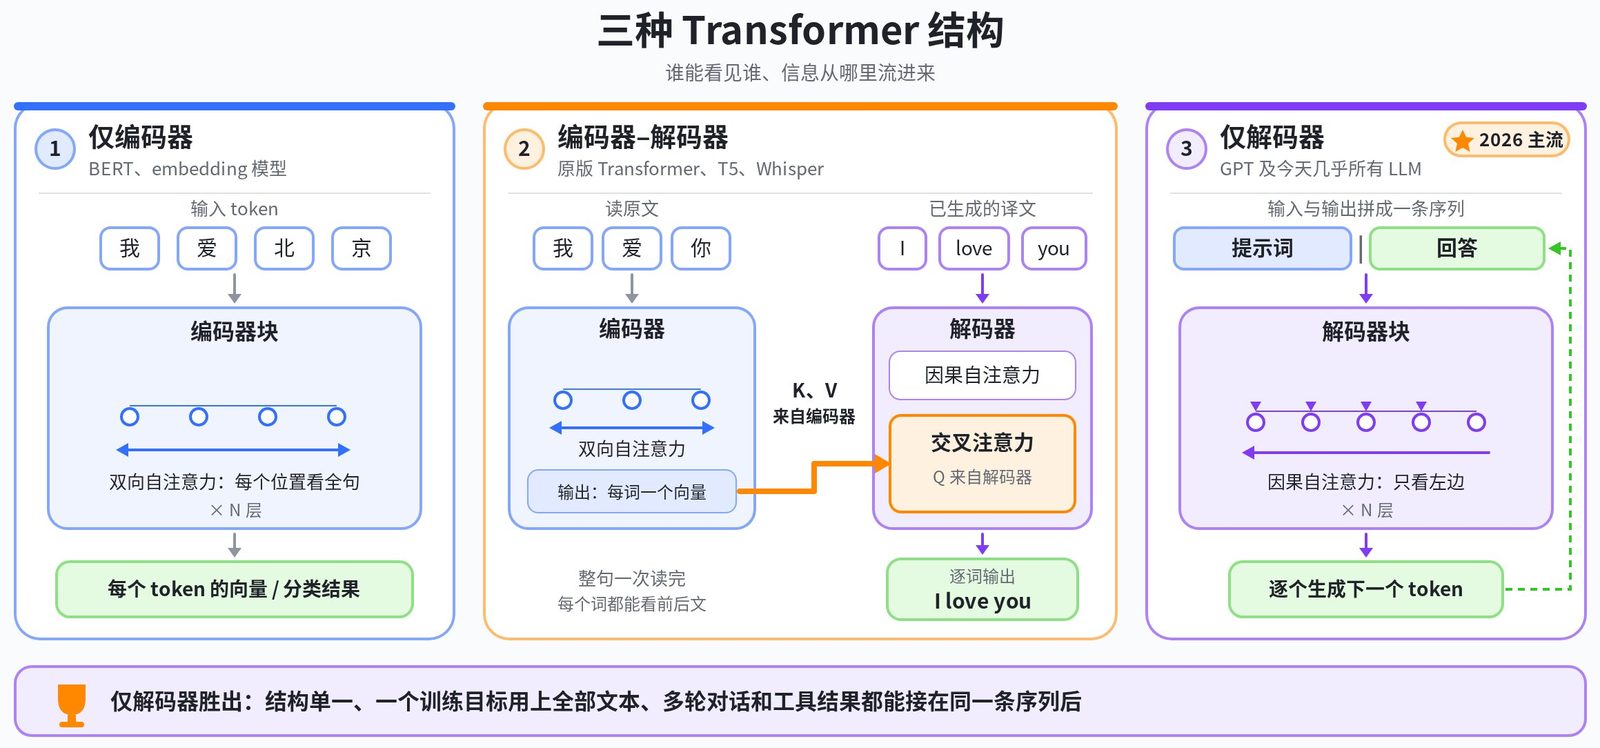 三种 Transformer 结构
谁能看见谁、信息从哪里流进来
1
仅编码器
BERT、embedding 模型
输入 token
我 爱 北 京
编码器块
双向自注意力：每个位置看全句
× N 层
每个 token 的向量 / 分类结果
2
编码器–解码器
原版 Transformer、T5、Whisper
读原文
我 爱 你
编码器
双向自注意力
输出：每词一个向量
整句一次读完
每个词都能看前后文
K、V
来自编码器
已生成的译文
I love you
解码器
因果自注意力
交叉注意力
Q 来自解码器
逐词输出
I love you
3
仅解码器
2026 主流
GPT 及今天几乎所有 LLM
输入与输出拼成一条序列
提示词 | 回答
解码器块
因果自注意力：只看左边
× N 层
逐个生成下一个 token
仅解码器胜出：结构单一、一个训练目标用上全部文本、多轮对话和工具结果都能接在同一条序列后